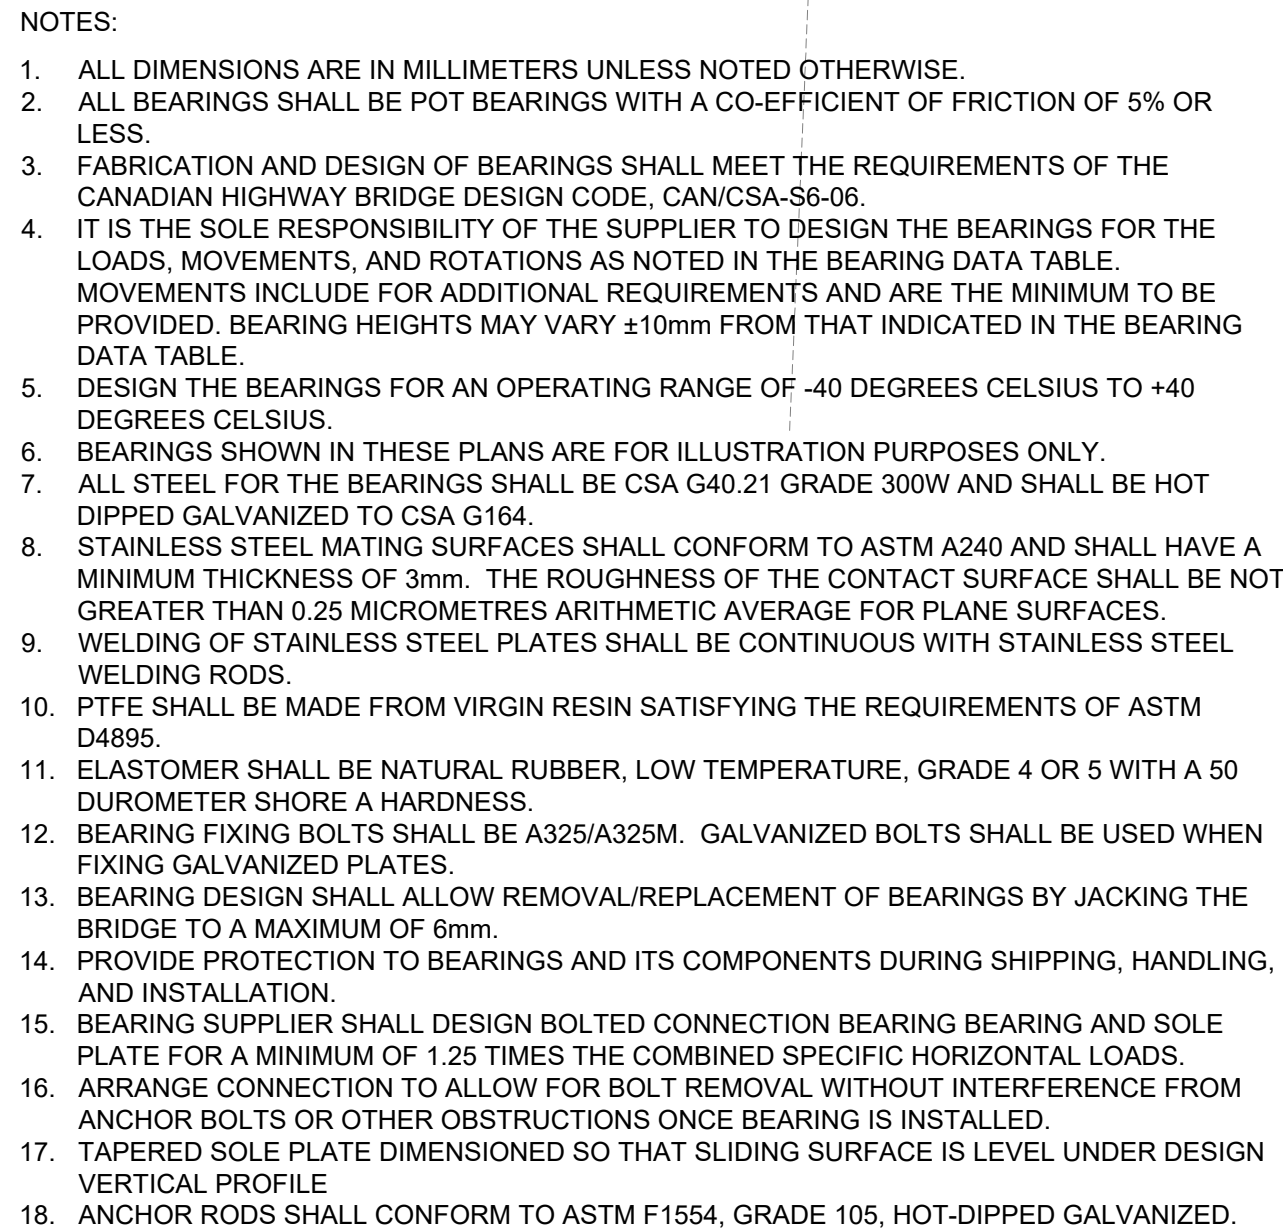 NOTES:
1. ALL DIMENSIONS ARE IN MILLIMETERS UNLESS NOTED OTHERWISE.
2. ALL BEARINGS SHALL BE POT BEARINGS WITH A CO-EFFICIENT OF FRICTION OF 5% OR
LESS.
3. FABRICATION AND DESIGN OF BEARINGS SHALL MEET THE REQUIREMENTS OF THE
CANADIAN HIGHWAY BRIDGE DESIGN CODE, CAN/CSA-S6-06.
4. IT IS THE SOLE RESPONSIBILITY OF THE SUPPLIER TO DESIGN THE BEARINGS FOR THE
LOADS, MOVEMENTS, AND ROTATIONS AS NOTED IN THE BEARING DATA TABLE.
MOVEMENTS INCLUDE FOR ADDITIONAL REQUIREMENTS AND ARE THE MINIMUM TO BE
PROVIDED. BEARING HEIGHTS MAY VARY ±10mm FROM THAT INDICATED IN THE BEARING
DATA TABLE.
5. DESIGN THE BEARINGS FOR AN OPERATING RANGE OF -40 DEGREES CELSIUS TO +40
DEGREES CELSIUS.
6. BEARINGS SHOWN IN THESE PLANS ARE FOR ILLUSTRATION PURPOSES ONLY.
7. ALL STEEL FOR THE BEARINGS SHALL BE CSA G40.21 GRADE 300W AND SHALL BE HOT
DIPPED GALVANIZED TO CSA G164.
8. STAINLESS STEEL MATING SURFACES SHALL CONFORM TO ASTM A240 AND SHALL HAVE A
MINIMUM THICKNESS OF 3mm. THE ROUGHNESS OF THE CONTACT SURFACE SHALL BE NOT
GREATER THAN 0.25 MICROMETRES ARITHMETIC AVERAGE FOR PLANE SURFACES.
9. WELDING OF STAINLESS STEEL PLATES SHALL BE CONTINUOUS WITH STAINLESS STEEL
WELDING RODS.
10. PTFE SHALL BE MADE FROM VIRGIN RESIN SATISFYING THE REQUIREMENTS OF ASTM
D4895.
11. ELASTOMER SHALL BE NATURAL RUBBER, LOW TEMPERATURE, GRADE 4 OR 5 WITH A 50
DUROMETER SHORE A HARDNESS.
12. BEARING FIXING BOLTS SHALL BE A325/A325M. GALVANIZED BOLTS SHALL BE USED WHEN
FIXING GALVANIZED PLATES.
13. BEARING DESIGN SHALL ALLOW REMOVAL/REPLACEMENT OF BEARINGS BY JACKING THE
BRIDGE TO A MAXIMUM OF 6mm.
14. PROVIDE PROTECTION TO BEARINGS AND ITS COMPONENTS DURING SHIPPING, HANDLING,
AND INSTALLATION.
15. BEARING SUPPLIER SHALL DESIGN BOLTED CONNECTION BEARING BEARING AND SOLE
PLATE FOR A MINIMUM OF 1.25 TIMES THE COMBINED SPECIFIC HORIZONTAL LOADS.
16. ARRANGE CONNECTION TO ALLOW FOR BOLT REMOVAL WITHOUT INTERFERENCE FROM
ANCHOR BOLTS OR OTHER OBSTRUCTIONS ONCE BEARING IS INSTALLED.
17. TAPERED SOLE PLATE DIMENSIONED SO THAT SLIDING SURFACE IS LEVEL UNDER DESIGN
VERTICAL PROFILE
18. ANCHOR RODS SHALL CONFORM TO ASTM F1554, GRADE 105, HOT-DIPPED GALVANIZED.